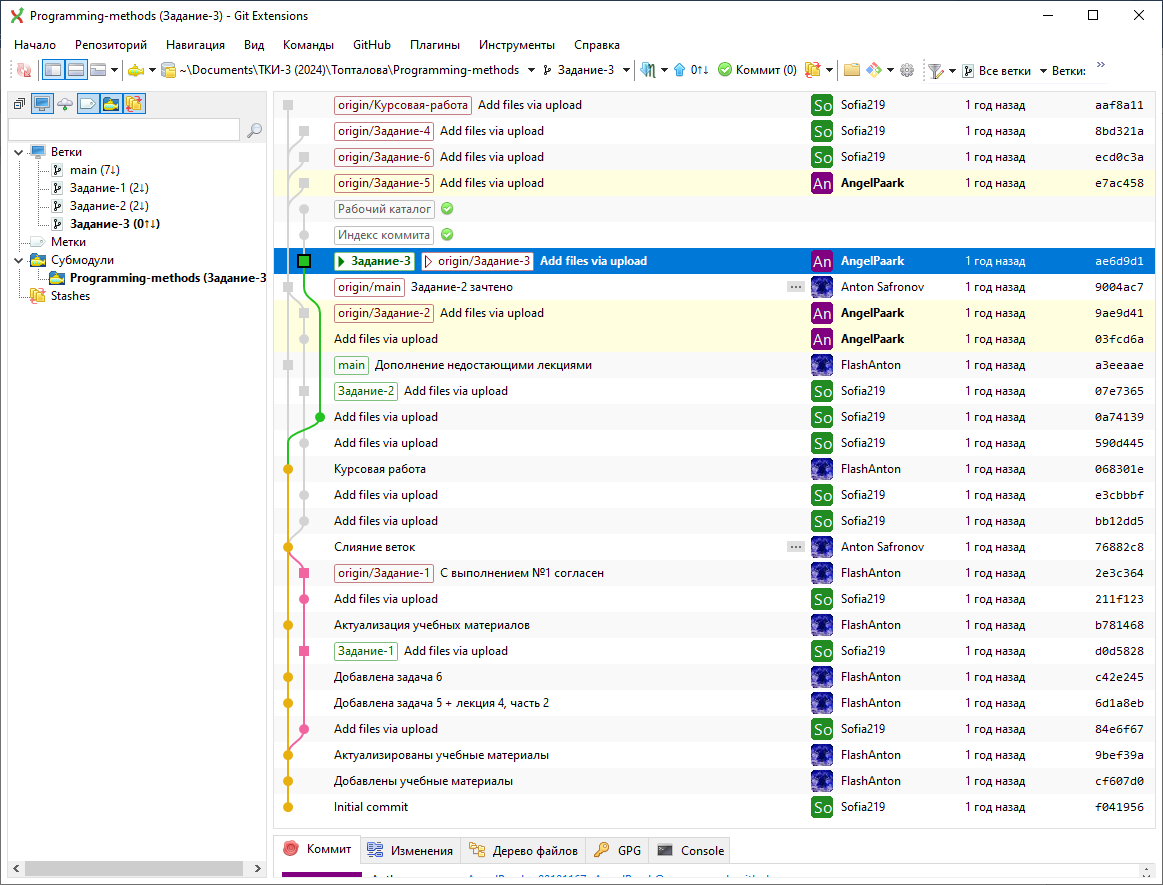 Programming-methods (Задание-3) - Git Extensions
Начало Репозиторий Навигация Вид Команды GitHub Плагины Инструменты Справка
~\Documents\ТКИ-3 (2024)\Топталова\Programming-methods Задание-3 0↑↓ Коммит (0) Все ветки Ветки: »
Ветки
main (7↓)
Задание-1 (2↓)
Задание-2 (2↓)
Задание-3 (0↑↓)
Метки
Субмодули
Programming-methods (Задание-3
Stashes
origin/Курсовая-работа Add files via upload So Sofia219 1 год назад aaf8a11
origin/Задание-4 Add files via upload So Sofia219 1 год назад 8bd321a
origin/Задание-6 Add files via upload So Sofia219 1 год назад ecd0c3a
origin/Задание-5 Add files via upload An AngelPaark 1 год назад e7ac458
Рабочий каталог
Индекс коммита
Задание-3 origin/Задание-3 Add files via upload An AngelPaark 1 год назад ae6d9d1
origin/main Задание-2 зачтено ... Anton Safronov 1 год назад 9004ac7
origin/Задание-2 Add files via upload An AngelPaark 1 год назад 9ae9d41
Add files via upload An AngelPaark 1 год назад 03fcd6a
main Дополнение недостающими лекциями FlashAnton 1 год назад a3eeaae
Задание-2 Add files via upload So Sofia219 1 год назад 07e7365
Add files via upload So Sofia219 1 год назад 0a74139
Add files via upload So Sofia219 1 год назад 590d445
Курсовая работа FlashAnton 1 год назад 068301e
Add files via upload So Sofia219 1 год назад e3cbbbf
Add files via upload So Sofia219 1 год назад bb12dd5
Слияние веток ... Anton Safronov 1 год назад 76882c8
origin/Задание-1 С выполнением №1 согласен FlashAnton 1 год назад 2e3c364
Add files via upload So Sofia219 1 год назад 211f123
Актуализация учебных материалов FlashAnton 1 год назад b781468
Задание-1 Add files via upload So Sofia219 1 год назад d0d5828
Добавлена задача 6 FlashAnton 1 год назад c42e245
Добавлена задача 5 + лекция 4, часть 2 FlashAnton 1 год назад 6d1a8eb
Add files via upload So Sofia219 1 год назад 84e6f67
Актуализированы учебные материалы FlashAnton 1 год назад 9bef39a
Добавлены учебные материалы FlashAnton 1 год назад cf607d0
Initial commit So Sofia219 1 год назад f041956
Коммит Изменения Дерево файлов GPG Console